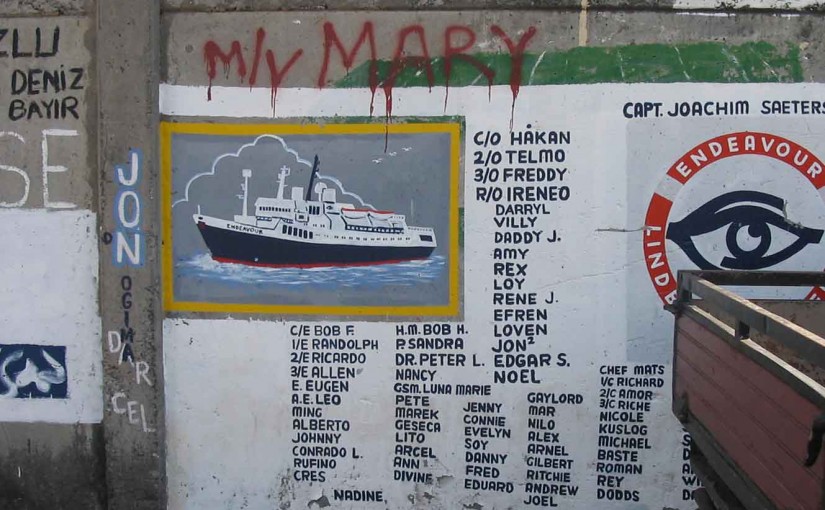 ZLU
DENİZ
BAYIR
SE
JON
OGIMA
DARCEL
M/V MARY
ENDEAVOUR
C/O HÅKAN
2/O TELMO
3/O FREDDY
R/O IRENEO
DARRYL
VILLY
DADDY J.
AMY
REX
LOY
RENE J.
EFREN
LOVEN
JON²
EDGAR S.
NOEL
C/E BOB F.
1/E RANDOLPH
2/E RICARDO
3/E ALLEN
E. EUGEN
A.E. LEO
MING
ALBERTO
JOHNNY
CONRADO L.
RUFINO
CRES
NADINE
H.M. BOB H.
P. SANDRA
DR. PETER L.
NANCY
GSM. LUNA MARIE
PETE
MAREK
GESECA
LITO
ARCEL
ANN
DIVINE
JENNY
CONNIE
EVELYN
SOY
DANNY
FRED
EDUARD
GAYLORD
MAR
NILO
ALEX
ARNEL
GILBERT
RITCHIE
ANDREW
JOEL
CHEF MATS
1/C RICHARD
2/C AMOR
3/C RICHE
NICOLE
KUSLOG
MICHAEL
BASTE
ROMAN
REY
DODDS
CAPT. JOACHIM SAETERS
ENDEAVOUR